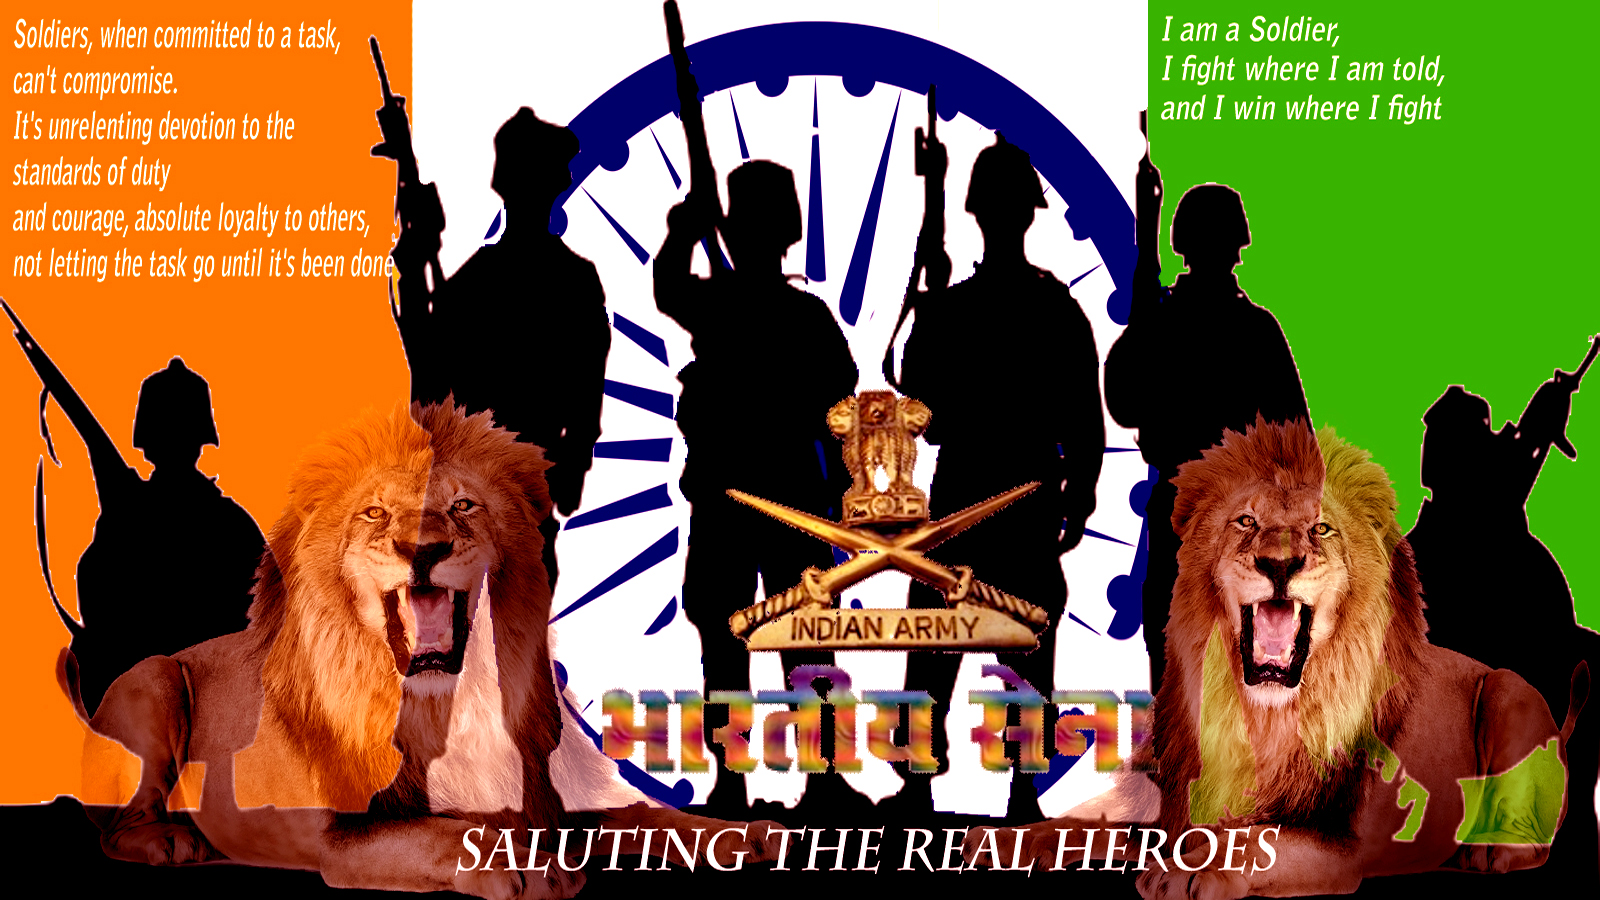 Soldiers, when committed to a task,
can't compromise.
It's unrelenting devotion to the
standards of duty
and courage, absolute loyalty to others,
not letting the task go until it's been done
I am a Soldier,
I fight where I am told,
and I win where I fight
INDIAN ARMY
भारतीय सेना
SALUTING THE REAL HEROES